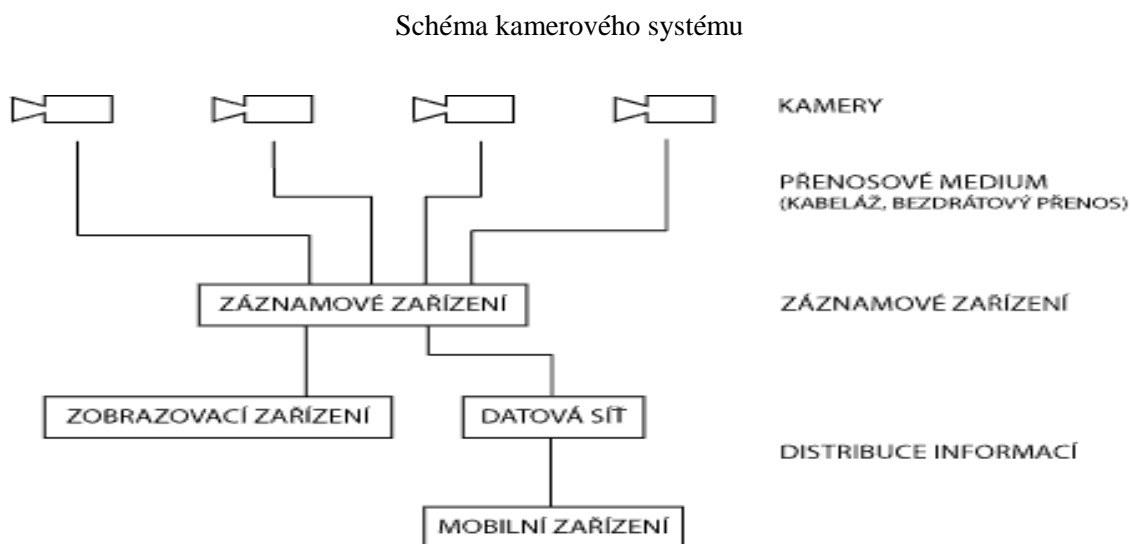 Schéma kamerového systému
KAMERY
PŘENOSOVÉ MEDIUM
(KABELÁŽ, BEZDRÁTOVÝ PŘENOS)
ZÁZNAMOVÉ ZAŘÍZENÍ
ZÁZNAMOVÉ ZAŘÍZENÍ
ZOBRAZOVACÍ ZAŘÍZENÍ
DATOVÁ SÍŤ
DISTRIBUCE INFORMACÍ
MOBILNÍ ZAŘÍZENÍ